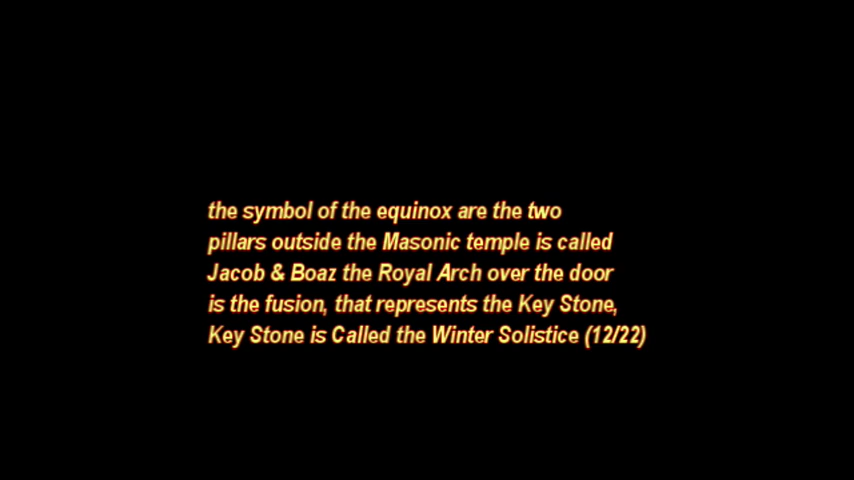 the symbol of the equinox are the two
pillars outside the Masonic temple is called
Jacob & Boaz the Royal Arch over the door
is the fusion, that represents the Key Stone,
Key Stone is Called the Winter Solistice (12/22)